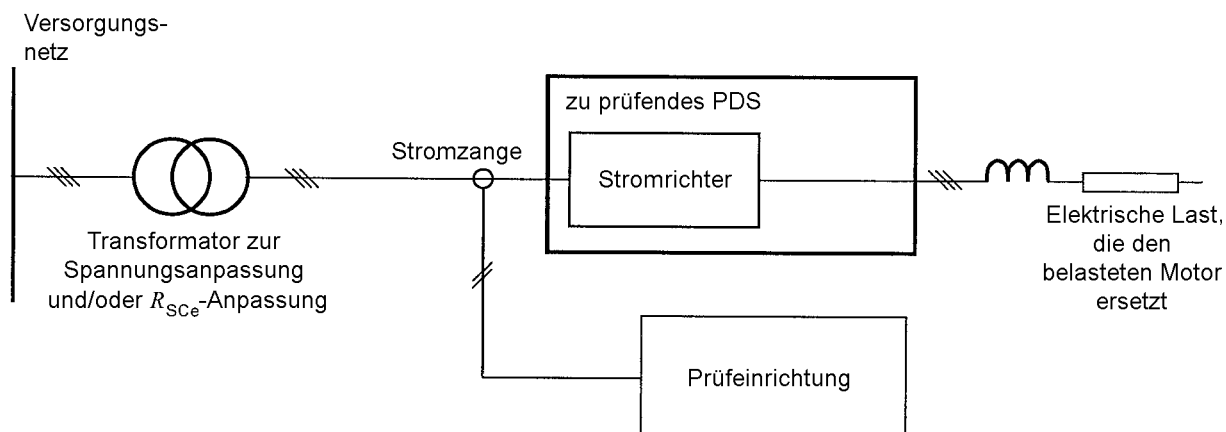 Versorgungs-
netz
zu prüfendes PDS
Stromzange
Stromrichter
Transformator zur
Spannungsanpassung
und/oder R_SCe-Anpassung
Elektrische Last,
die den
belasteten Motor
ersetzt
Prüfeinrichtung